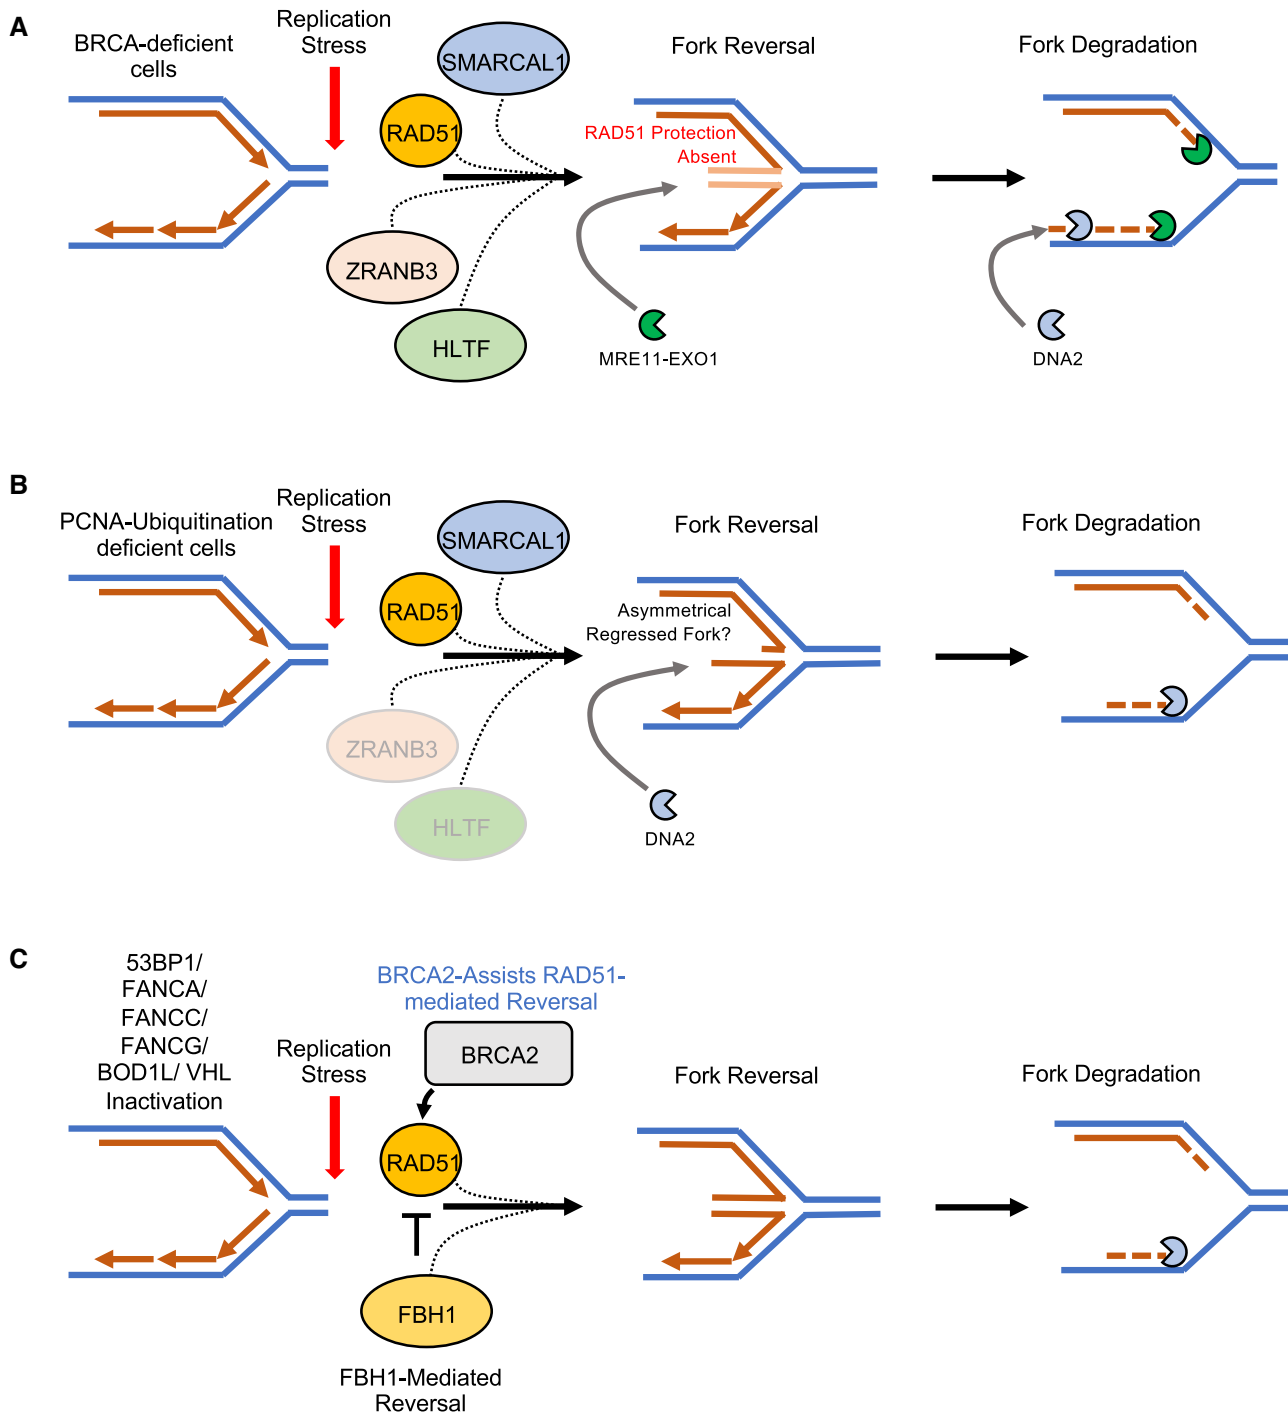 A
BRCA-deficient
cells
Replication
Stress
SMARCAL1
RAD51
ZRANB3
HLTF
Fork Reversal
RAD51 Protection
Absent
MRE11-EXO1
Fork Degradation
DNA2
B
PCNA-Ubiquitination
deficient cells
Replication
Stress
SMARCAL1
RAD51
ZRANB3
HLTF
Fork Reversal
Asymmetrical
Regressed Fork?
DNA2
Fork Degradation
C
53BP1/
FANCA/
FANCC/
FANCG/
BOD1L/ VHL
Inactivation
Replication
Stress
BRCA2-Assists RAD51-
mediated Reversal
BRCA2
RAD51
FBH1
FBH1-Mediated
Reversal
Fork Reversal
Fork Degradation